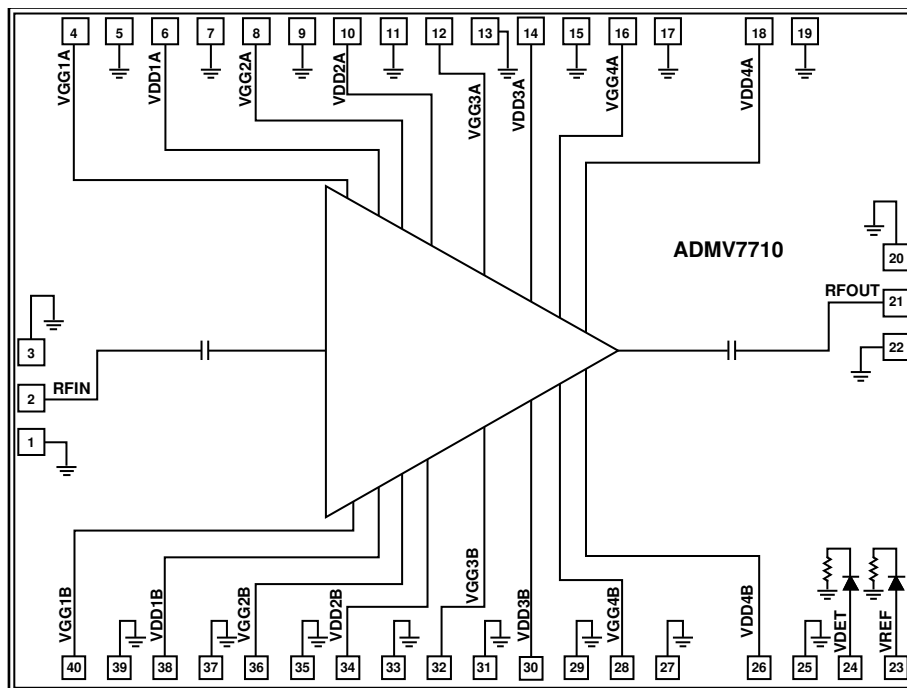 4 5 6 7 8 9 10 11 12 13 14 15 16 17 18 19
VGG1A VDD1A VGG2A VDD2A VGG3A VDD3A VGG4A VDD4A
ADMV7710
20
RFOUT 21
22
3
2 RFIN
1
VGG1B VDD1B VGG2B VDD2B VGG3B VDD3B VGG4B VDD4B VDET VREF
40 39 38 37 36 35 34 33 32 31 30 29 28 27 26 25 24 23